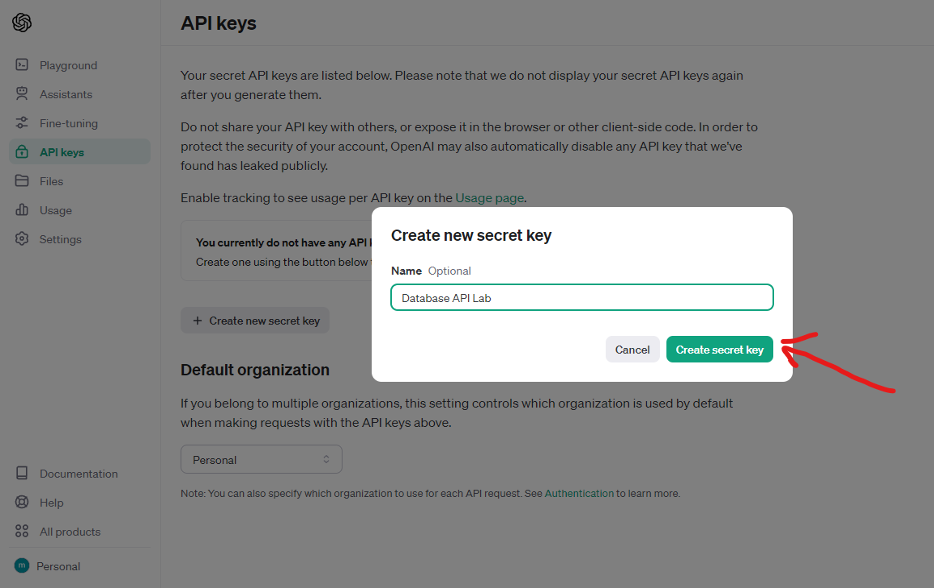 API keys
Playground
Assistants
Fine-tuning
API keys
Files
Usage
Settings
Your secret API keys are listed below. Please note that we do not display your secret API keys again
after you generate them.
Do not share your API key with others, or expose it in the browser or other client-side code. In order to
protect the security of your account, OpenAI may also automatically disable any API key that we've
found has leaked publicly.
Enable tracking to see usage per API key on the Usage page.
You currently do not have any API
Create one using the button below
+ Create new secret key
Create new secret key
Name Optional
Database API Lab
Cancel
Create secret key
Default organization
If you belong to multiple organizations, this setting controls which organization is used by default
when making requests with the API keys above.
Personal
Note: You can also specify which organization to use for each API request. See Authentication to learn more.
Documentation
Help
All products
m Personal